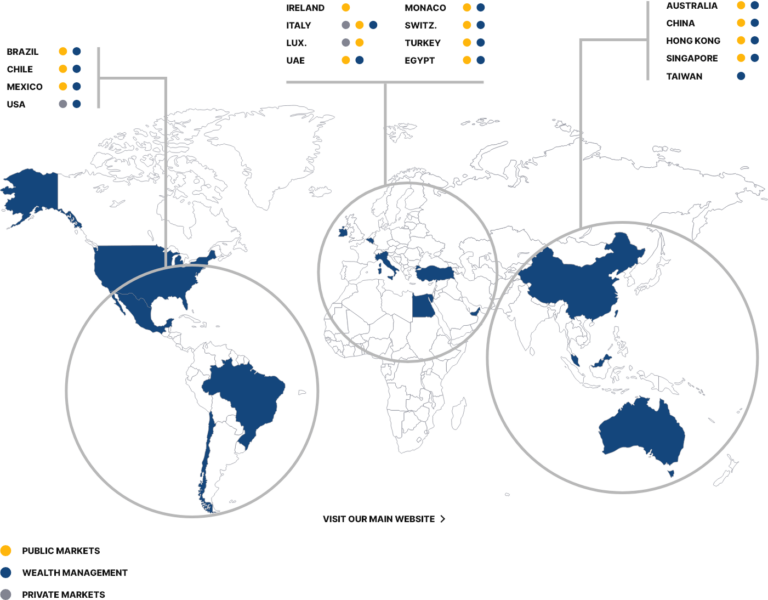 IRELAND
ITALY
LUX.
UAE
MONACO
SWITZ.
TURKEY
EGYPT
AUSTRALIA
CHINA
HONG KONG
SINGAPORE
TAIWAN
BRAZIL
CHILE
MEXICO
USA
VISIT OUR MAIN WEBSITE >
PUBLIC MARKETS
WEALTH MANAGEMENT
PRIVATE MARKETS